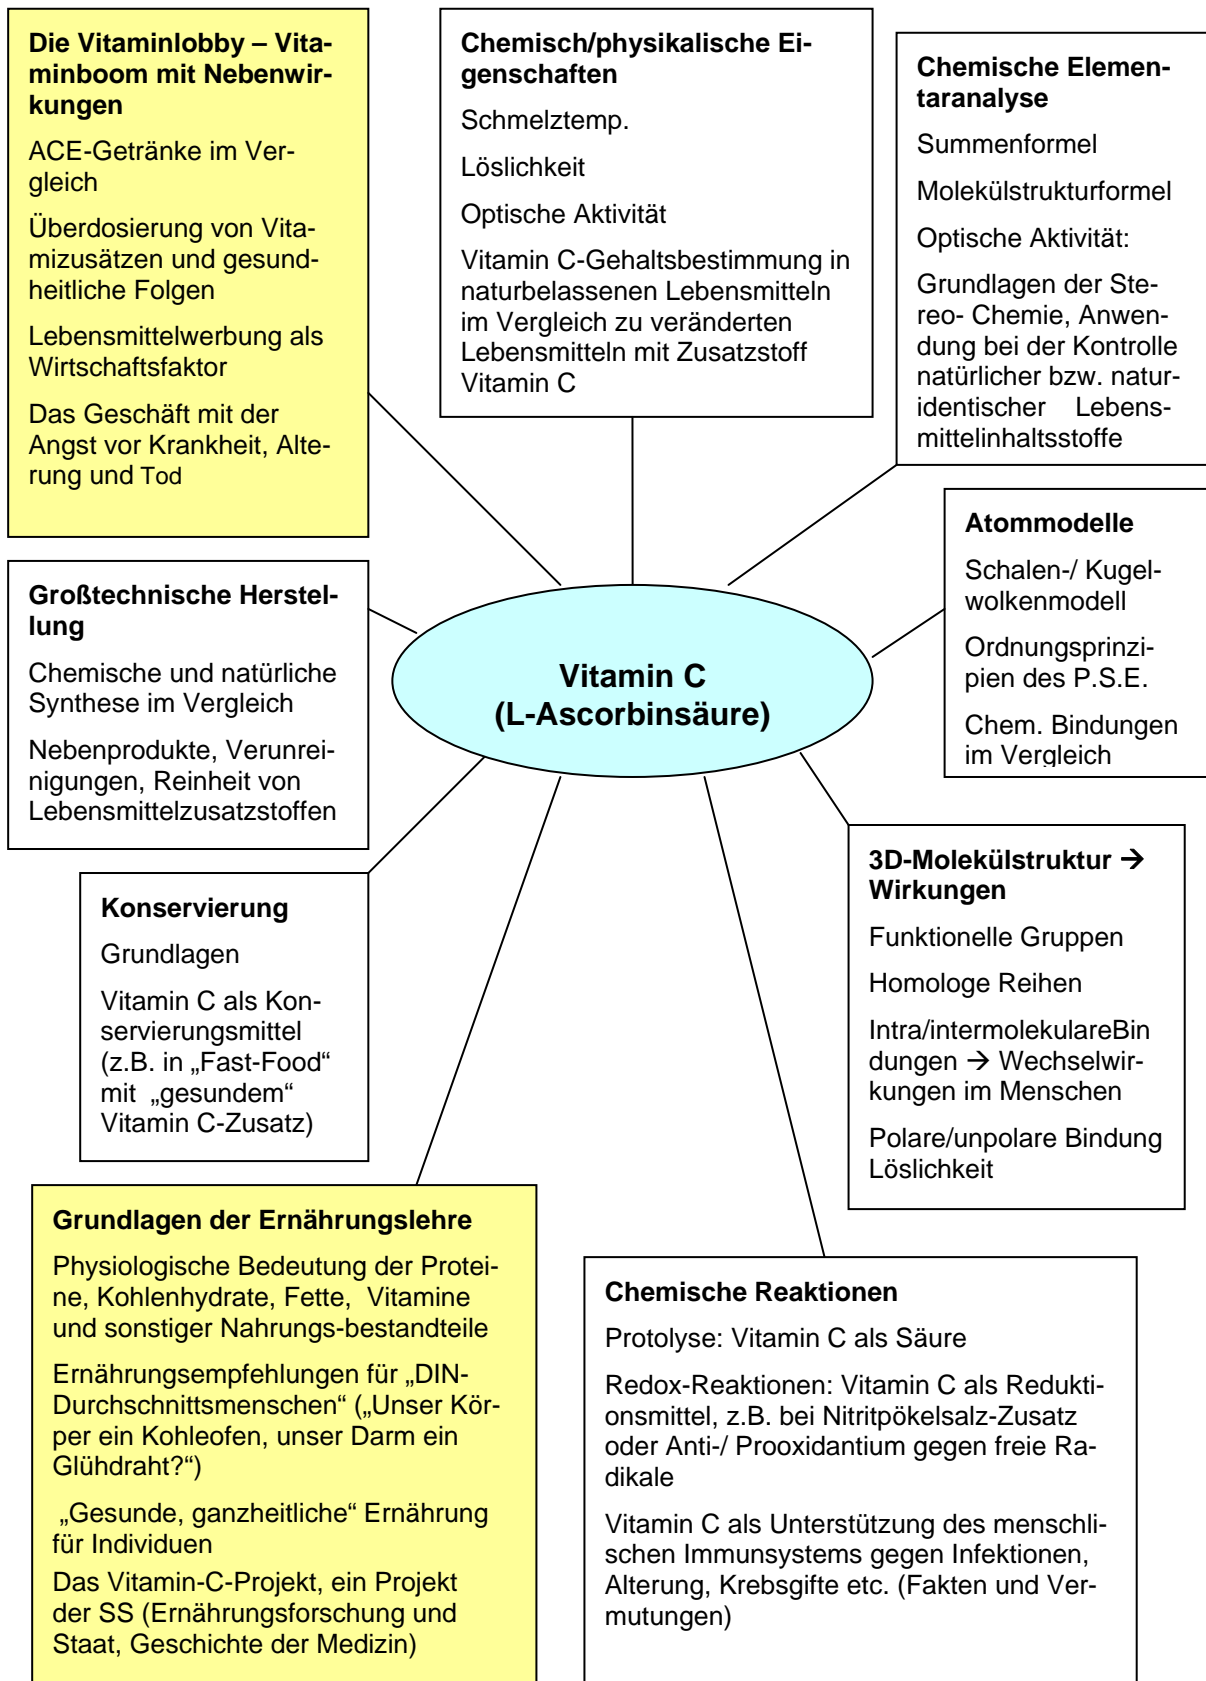 Die Vitaminlobby – Vita-
minboom mit Nebenwir-
kungen
ACE-Getränke im Ver-
gleich
Überdosierung von Vita-
mizusätzen und gesund-
heitliche Folgen
Lebensmittelwerbung als
Wirtschaftsfaktor
Das Geschäft mit der
Angst vor Krankheit, Alte-
rung und Tod
Chemisch/physikalische Ei-
genschaften
Schmelztemp.
Löslichkeit
Optische Aktivität
Vitamin C-Gehaltsbestimmung in
naturbelassenen Lebensmitteln
im Vergleich zu veränderten
Lebensmitteln mit Zusatzstoff
Vitamin C
Chemische Elemen-
taranalyse
Summenformel
Molekülstrukturformel
Optische Aktivität:
Grundlagen der Ste-
reo- Chemie, Anwen-
dung bei der Kontrolle
natürlicher bzw. natur-
identischer Lebens-
mittelinhaltsstoffe
Atommodelle
Schalen-/ Kugel-
wolkenmodell
Ordnungsprinzi-
pien des P.S.E.
Chem. Bindungen
im Vergleich
Großtechnische Herstel-
lung
Chemische und natürliche
Synthese im Vergleich
Nebenprodukte, Verunrei-
nigungen, Reinheit von
Lebensmittelzusatzstoffen
Vitamin C
(L-Ascorbinsäure)
3D-Molekülstruktur →
Wirkungen
Funktionelle Gruppen
Homologe Reihen
Intra/intermolekulareBin
dungen → Wechselwir-
kungen im Menschen
Polare/unpolare Bindung
Löslichkeit
Konservierung
Grundlagen
Vitamin C als Kon-
servierungsmittel
(z.B. in „Fast-Food“
mit „gesundem“
Vitamin C-Zusatz)
Grundlagen der Ernährungslehre
Physiologische Bedeutung der Protei-
ne, Kohlenhydrate, Fette, Vitamine
und sonstiger Nahrungs-bestandteile
Ernährungsempfehlungen für „DIN-
Durchschnittsmenschen“ („Unser Kör-
per ein Kohleofen, unser Darm ein
Glühdraht?“)
„Gesunde, ganzheitliche“ Ernährung
für Individuen
Das Vitamin-C-Projekt, ein Projekt
der SS (Ernährungsforschung und
Staat, Geschichte der Medizin)
Chemische Reaktionen
Protolyse: Vitamin C als Säure
Redox-Reaktionen: Vitamin C als Redukti-
onsmittel, z.B. bei Nitritpökelsalz-Zusatz
oder Anti-/ Prooxidantium gegen freie Ra-
dikale
Vitamin C als Unterstützung des menschli-
schen Immunsystems gegen Infektionen,
Alterung, Krebsgifte etc. (Fakten und Ver-
mutungen)